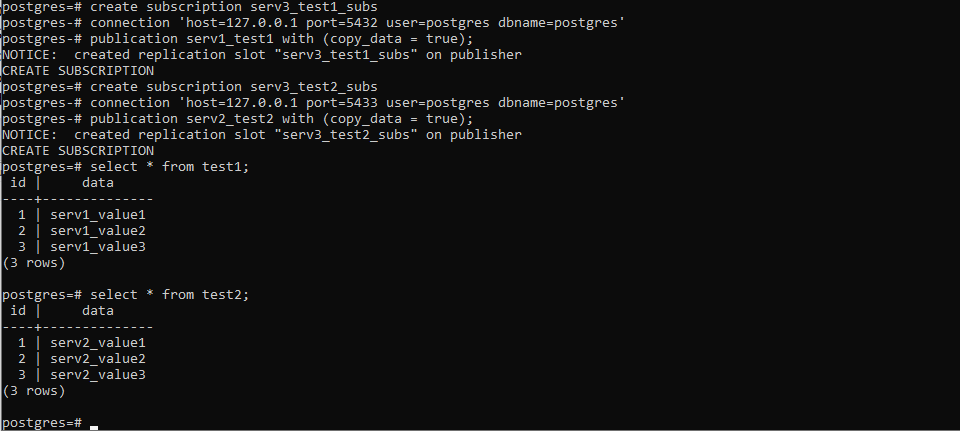 postgres=# create subscription serv3_test1_subs
postgres-# connection 'host=127.0.0.1 port=5432 user=postgres dbname=postgres'
postgres-# publication serv1_test1 with (copy_data = true);
NOTICE:  created replication slot "serv3_test1_subs" on publisher
CREATE SUBSCRIPTION
postgres=# create subscription serv3_test2_subs
postgres-# connection 'host=127.0.0.1 port=5433 user=postgres dbname=postgres'
postgres-# publication serv2_test2 with (copy_data = true);
NOTICE:  created replication slot "serv3_test2_subs" on publisher
CREATE SUBSCRIPTION
postgres=# select * from test1;
 id |     data
----+--------------
  1 | serv1_value1
  2 | serv1_value2
  3 | serv1_value3
(3 rows)

postgres=# select * from test2;
 id |     data
----+--------------
  1 | serv2_value1
  2 | serv2_value2
  3 | serv2_value3
(3 rows)

postgres=#